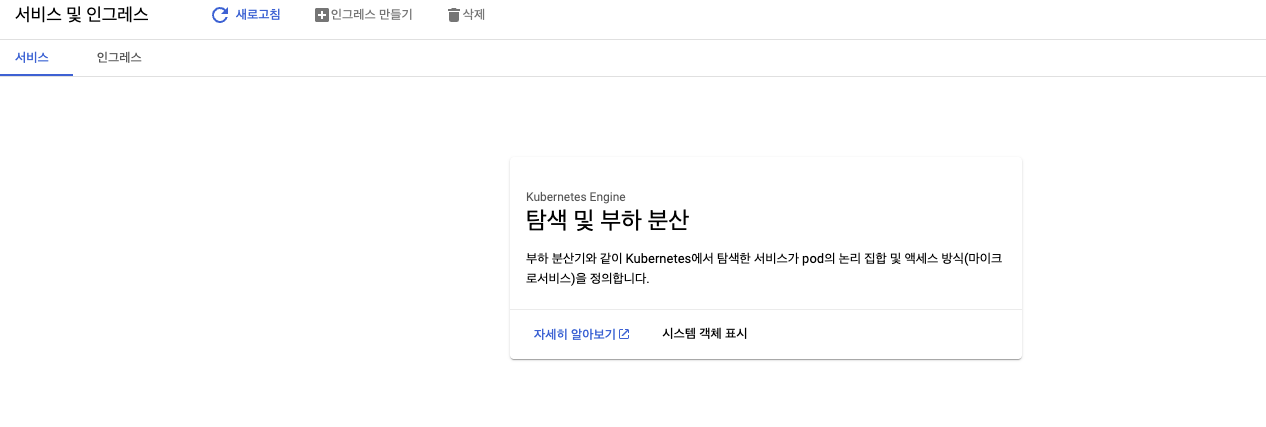 서비스 및 인그레스 새로고침 인그레스 만들기 삭제
서비스 인그레스
Kubernetes Engine
탐색 및 부하 분산
부하 분산기와 같이 Kubernetes에서 탐색한 서비스가 pod의 논리 집합 및 액세스 방식(마이크
로서비스)을 정의합니다.
자세히 알아보기 시스템 객체 표시